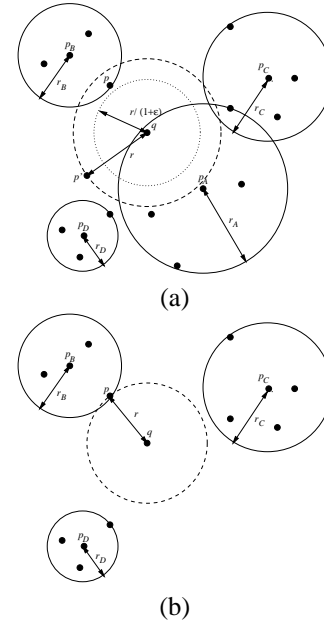 p_B
r_B
p
p_C
r_C
r/ (1+ε)
q
r
p'
p_A
r_A
p_D
r_D
(a)
p_B
r_B
p
r
q
p_C
r_C
p_D
r_D
(b)